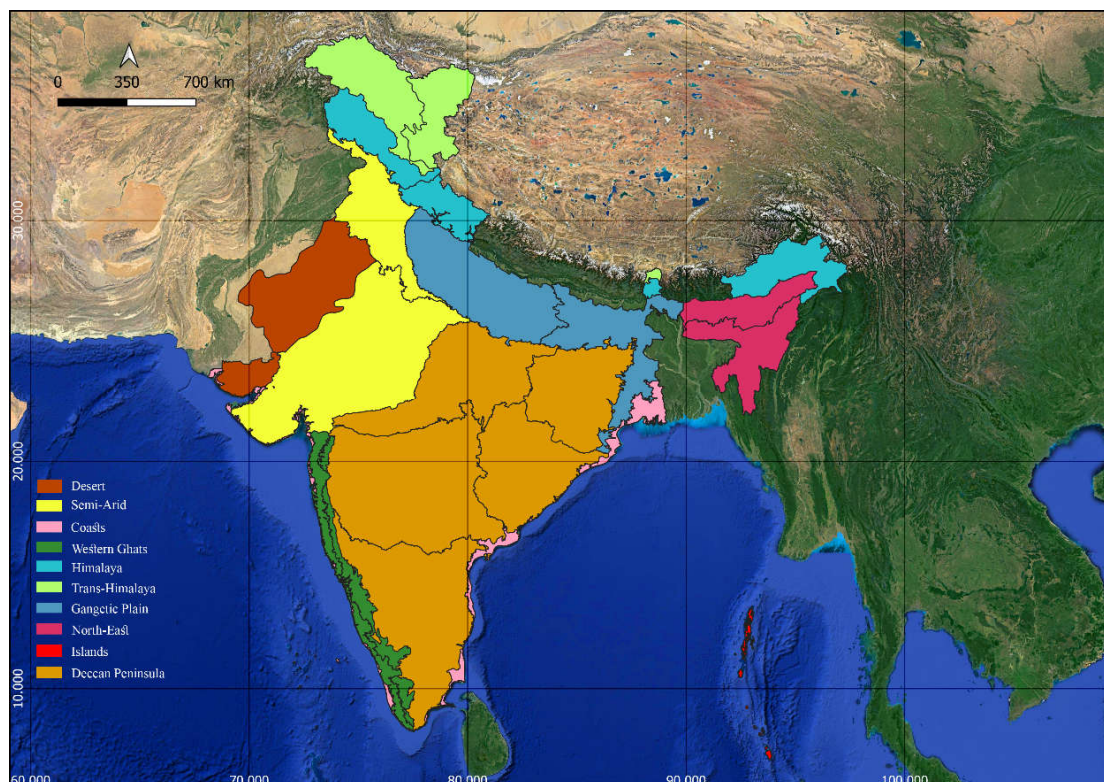 0 350 700 km
30.000
20.000
Desert
Semi-Arid
Coasts
Western Ghats
Himalaya
Trans-Himalaya
Gangetic Plain
North-East
Islands
Deccan Peninsula
10.000
60.000 70.000 80.000 90.000 100.000